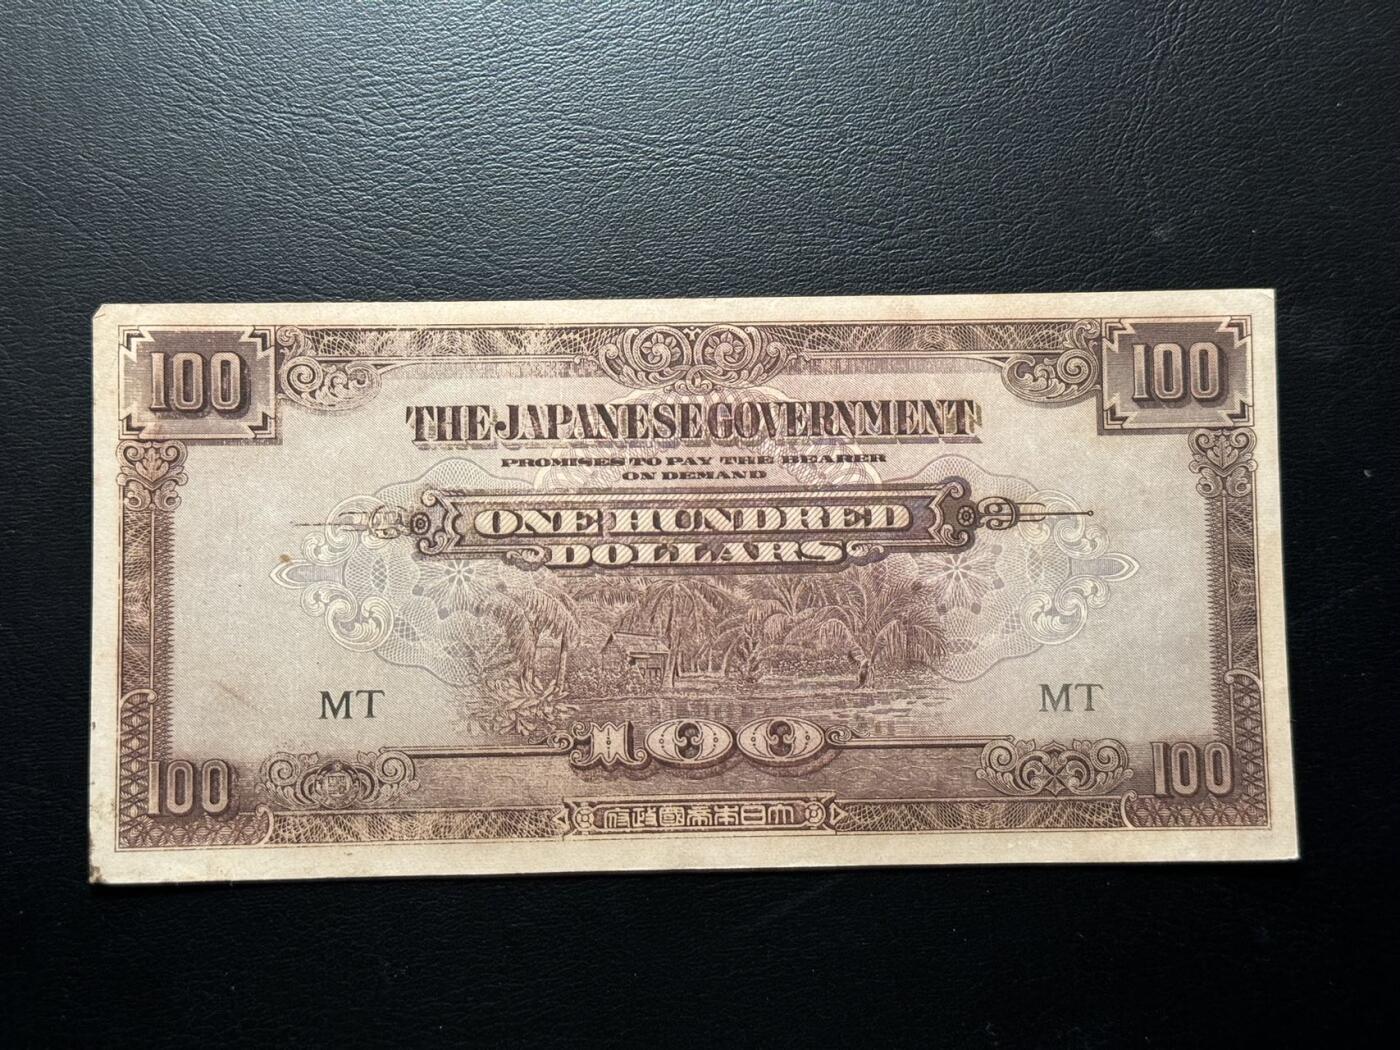 100 100
THE JAPANESE GOVERNMENT
PROMISES TO PAY THE BEARER
ON DEMAND
ONE HUNDRED
DOLLARS
MT MT
100
100 100
府政國帝本日大